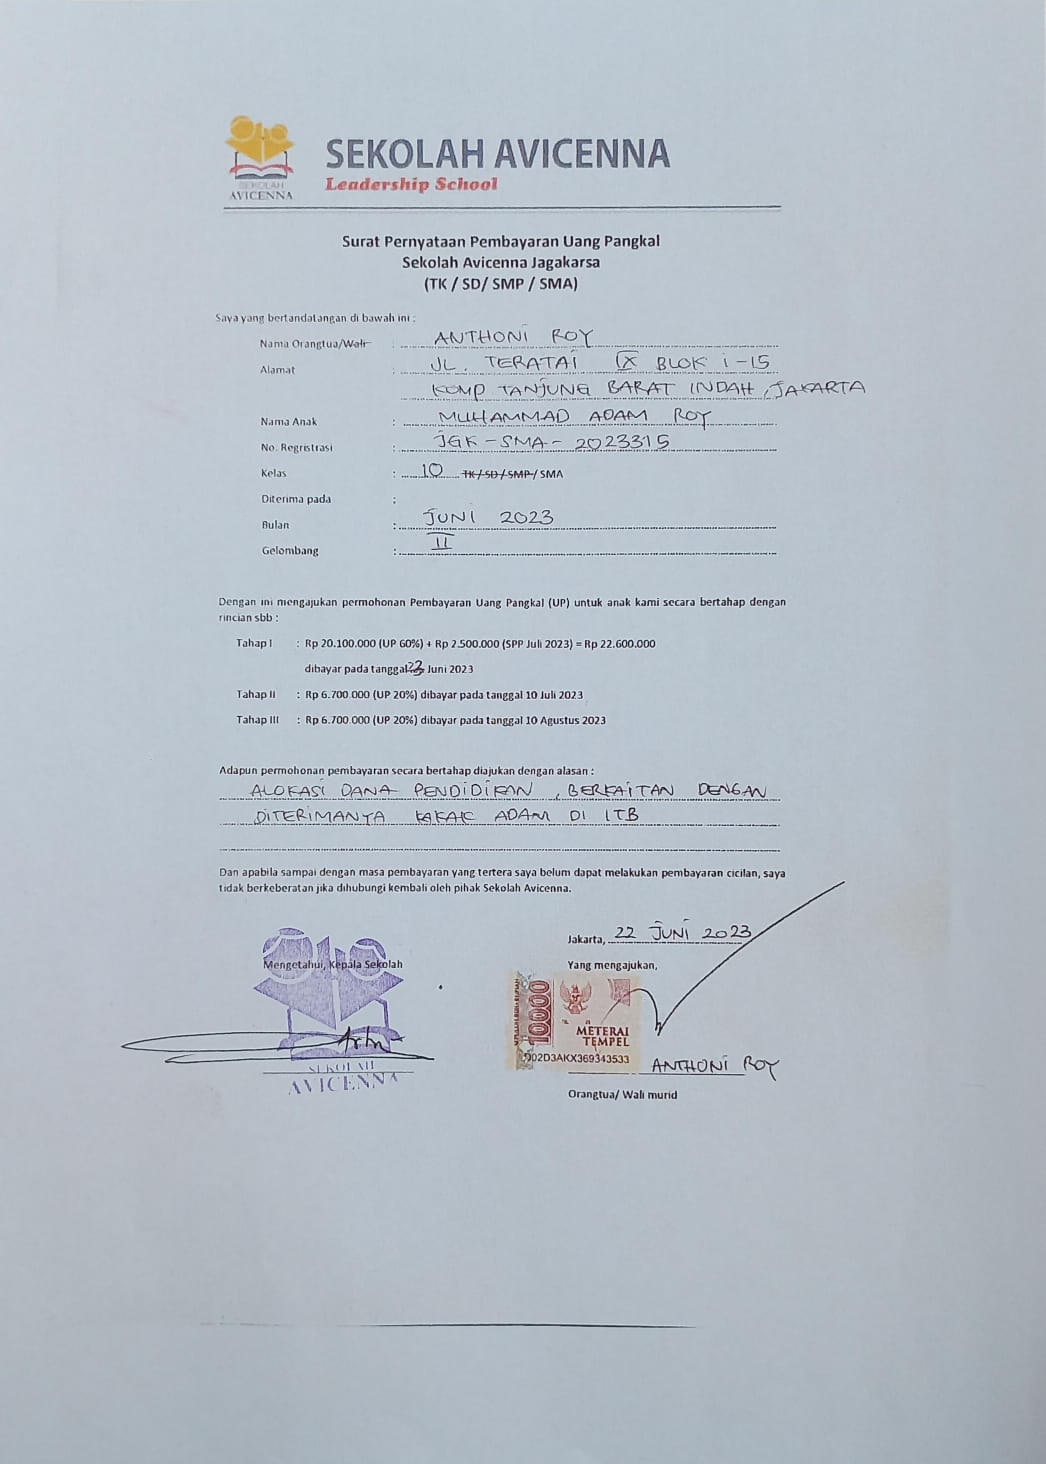 SEKOLAH
AVICENNA
SEKOLAH AVICENNA
Leadership School
Surat Pernyataan Pembayaran Uang Pangkal
Sekolah Avicenna Jagakarsa
(TK / SD/ SMP / SMA)
Saya yang bertandatangan di bawah ini :
Nama Orangtua/Wali : ANTHONI ROY
Alamat : JL. TERATAI IX BLOK i-15
KOMP TANJUNG BARAT INDAH, JAKARTA
Nama Anak : MUHAMMAD ADAM ROY
No. Regristrasi : JGK-SMA-2023315
Kelas : 10 TK/SD/SMP/SMA
Diterima pada :
Bulan : JUNI 2023
Gelombang : II
Dengan ini mengajukan permohonan Pembayaran Uang Pangkal (UP) untuk anak kami secara bertahap dengan
rincian sbb :
Tahap I : Rp 20.100.000 (UP 60%) + Rp 2.500.000 (SPP Juli 2023) = Rp 22.600.000
dibayar pada tanggal 23 Juni 2023
Tahap II : Rp 6.700.000 (UP 20%) dibayar pada tanggal 10 Juli 2023
Tahap III : Rp 6.700.000 (UP 20%) dibayar pada tanggal 10 Agustus 2023
Adapun permohonan pembayaran secara bertahap diajukan dengan alasan :
ALOKASI DANA PENDIDIKAN, BERKAITAN DENGAN
DITERIMANYA KAKAK ADAM DI ITB
Dan apabila sampai dengan masa pembayaran yang tertera saya belum dapat melakukan pembayaran cicilan, saya
tidak berkeberatan jika dihubungi kembali oleh pihak Sekolah Avicenna.
Jakarta, 22 JUNI 2023
Mengetahui, Kepala Sekolah
Yang mengajukan,
10000
METERAI
TEMPEL
902D3AKX369343533
SEKOLAH
AVICENNA
ANTHONI ROY
Orangtua/ Wali murid